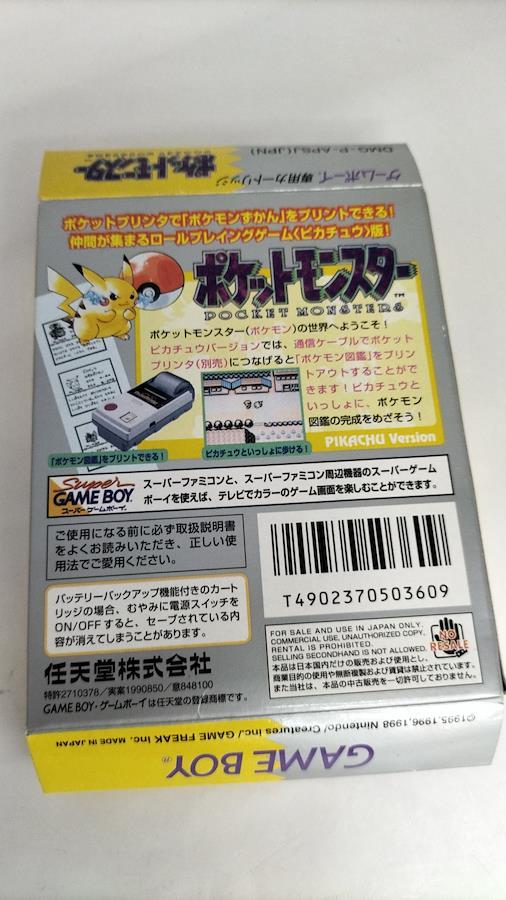 ゲームボーイ専用カートリッジ
DMG-P-APSJ(JPN)
ポケットモンスター
POCKET MONSTERS
ポケットプリンタで「ポケモンずかん」をプリントできる!
仲間が集まるロールプレイングゲーム〈ピカチュウ〉版!
ポケットモンスター™
POCKET MONSTERS
ポケットモンスター(ポケモン)の世界へようこそ!
ピカチュウバージョンでは、通信ケーブルでポケット
プリンタ(別売)につなげると「ポケモン図鑑」をプリン
トアウトすることがで
きます!ピカチュウと
いっしょに、ポケモン
図鑑の完成をめざそう!
PIKACHU Version
「ポケモン図鑑」をプリントできる!
ピカチュウといっしょに歩ける!
Super
GAME BOY
スーパーゲームボーイ
スーパーファミコンと、スーパーファミコン周辺機器のスーパーゲーム
ボーイを使えば、テレビでカラーのゲーム画面を楽しむことができます。
ご使用になる前に必ず取扱説明書
をよくお読みいただき、正しい使
用法でご愛用ください。
バッテリーバックアップ機能付きのカート
リッジの場合、むやみに電源スイッチを
ON/OFFすると、セーブされている内
容が消えてしまうことがあります。
T4902370503609
任天堂株式会社
特許2710378/実案1990850/意848100
GAME BOY・ゲームボーイは任天堂の登録商標です。
FOR SALE AND USE IN JAPAN ONLY.
COMMERCIAL USE, UNAUTHORIZED COPY,
RENTAL IS PROHIBITED.
SELLING SECONDHAND IS NOT ALLOWED.
本品は日本国内だけの販売および使用とし、
商業目的の使用や無断複製および賃貸は禁止されています。
また当社は、本品の中古販売を一切許可しておりません。
NO
RESALE
©1995,1996,1998 Nintendo/ Creatures inc./ GAME FREAK inc. MADE IN JAPAN
GAME BOY®